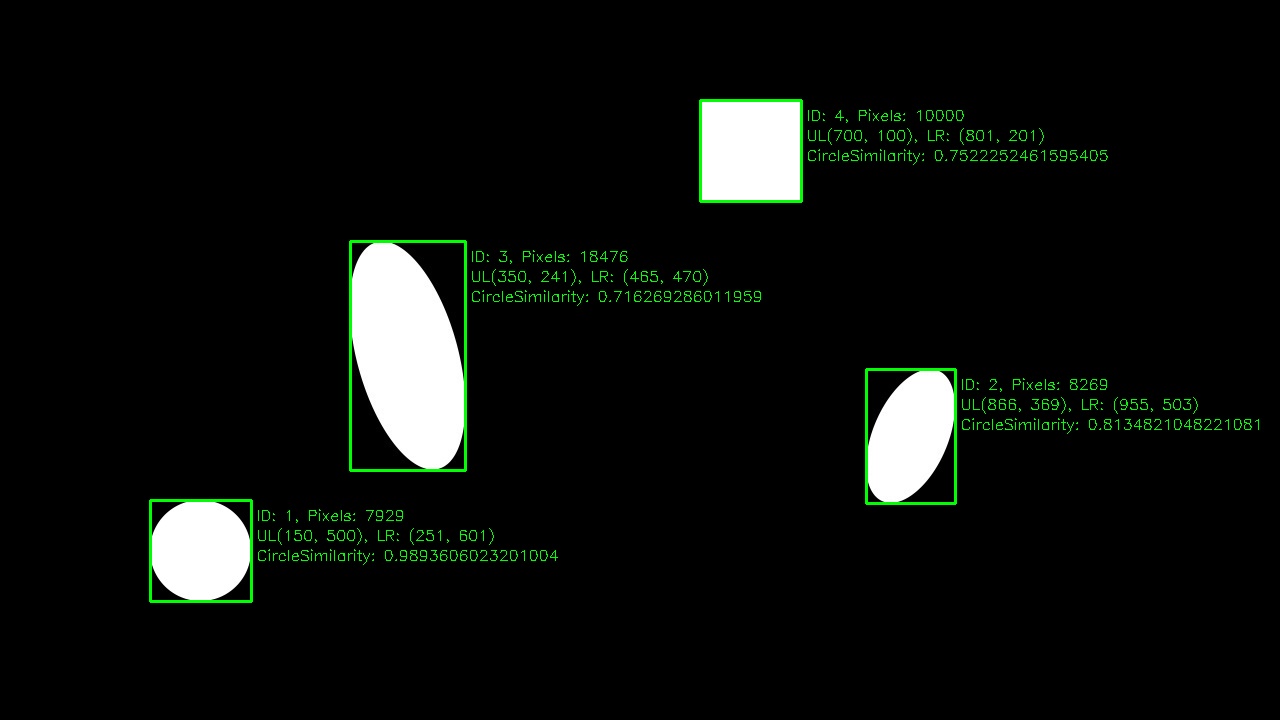 ID: 4, Pixels: 10000
UL(700, 100), LR: (801, 201)
CircleSimilarity: 0.7522252461595405
ID: 3, Pixels: 18476
UL(350, 241), LR: (465, 470)
CircleSimilarity: 0.716269286011959
ID: 2, Pixels: 8269
UL(866, 369), LR: (955, 503)
CircleSimilarity: 0.8134821048221081
ID: 1, Pixels: 7929
UL(150, 500), LR: (251, 601)
CircleSimilarity: 0.9893606023201004